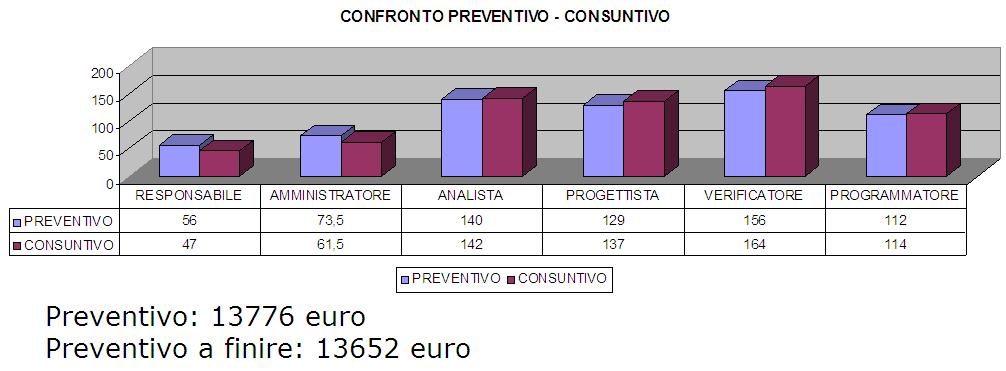 CONFRONTO PREVENTIVO - CONSUNTIVO
200
150
100
50
0
RESPONSABILE AMMINISTRATORE ANALISTA PROGETTISTA VERIFICATORE PROGRAMMATORE
PREVENTIVO 56 73,5 140 129 156 112
CONSUNTIVO 47 61,5 142 137 164 114
PREVENTIVO CONSUNTIVO
Preventivo: 13776 euro
Preventivo a finire: 13652 euro